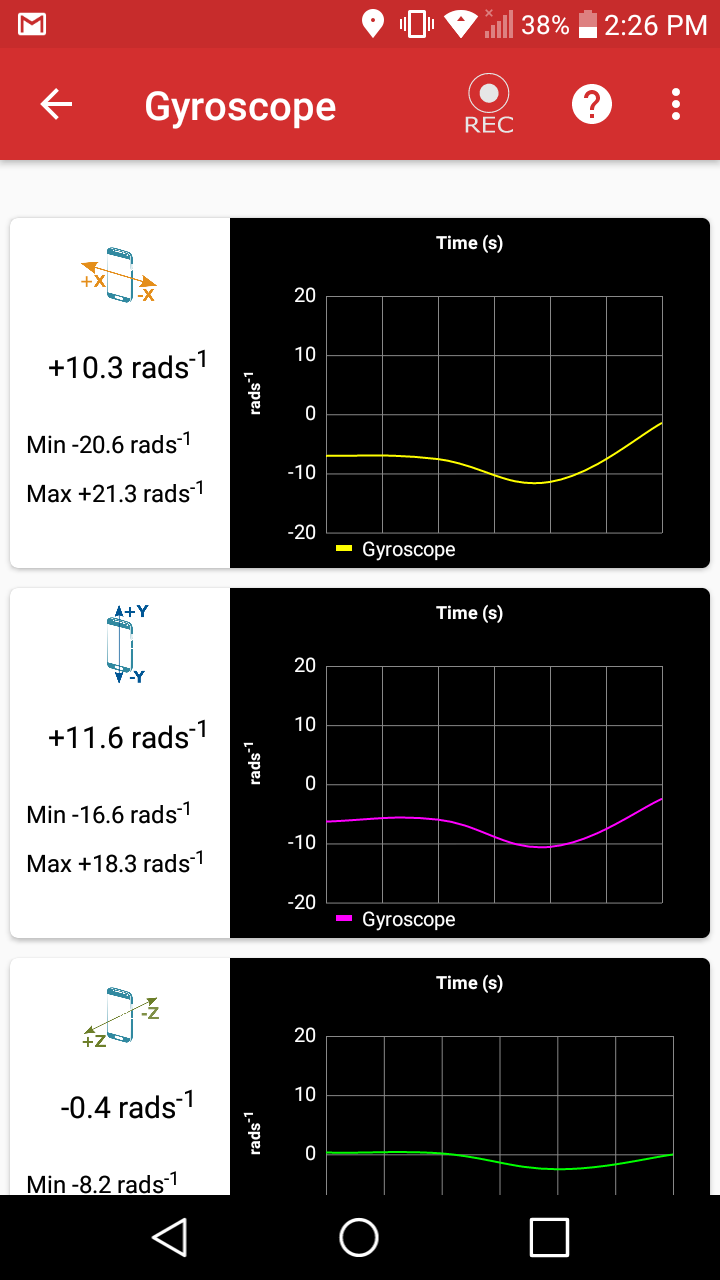 38% 2:26 PM
Gyroscope
REC
?
+X
-X
+10.3 rads-1
Min -20.6 rads-1
Max +21.3 rads-1
Time (s)
20
10
0
-10
-20
rads-1
Gyroscope
+Y
-Y
+11.6 rads-1
Min -16.6 rads-1
Max +18.3 rads-1
Time (s)
20
10
0
-10
-20
rads-1
Gyroscope
-Z
+Z
-0.4 rads-1
Min -8.2 rads-1
Time (s)
20
10
0
rads-1